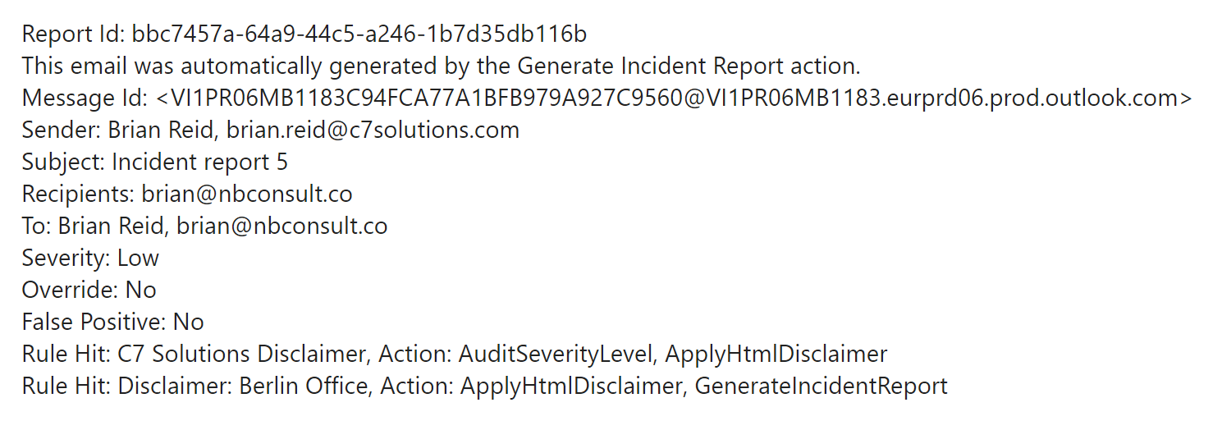 Report Id: bbc7457a-64a9-44c5-a246-1b7d35db116b
This email was automatically generated by the Generate Incident Report action.
Message Id: <VI1PR06MB1183C94FCA77A1BFB979A927C9560@VI1PR06MB1183.eurprd06.prod.outlook.com>
Sender: Brian Reid, brian.reid@c7solutions.com
Subject: Incident report 5
Recipients: brian@nbconsult.co
To: Brian Reid, brian@nbconsult.co
Severity: Low
Override: No
False Positive: No
Rule Hit: C7 Solutions Disclaimer, Action: AuditSeverityLevel, ApplyHtmlDisclaimer
Rule Hit: Disclaimer: Berlin Office, Action: ApplyHtmlDisclaimer, GenerateIncidentReport